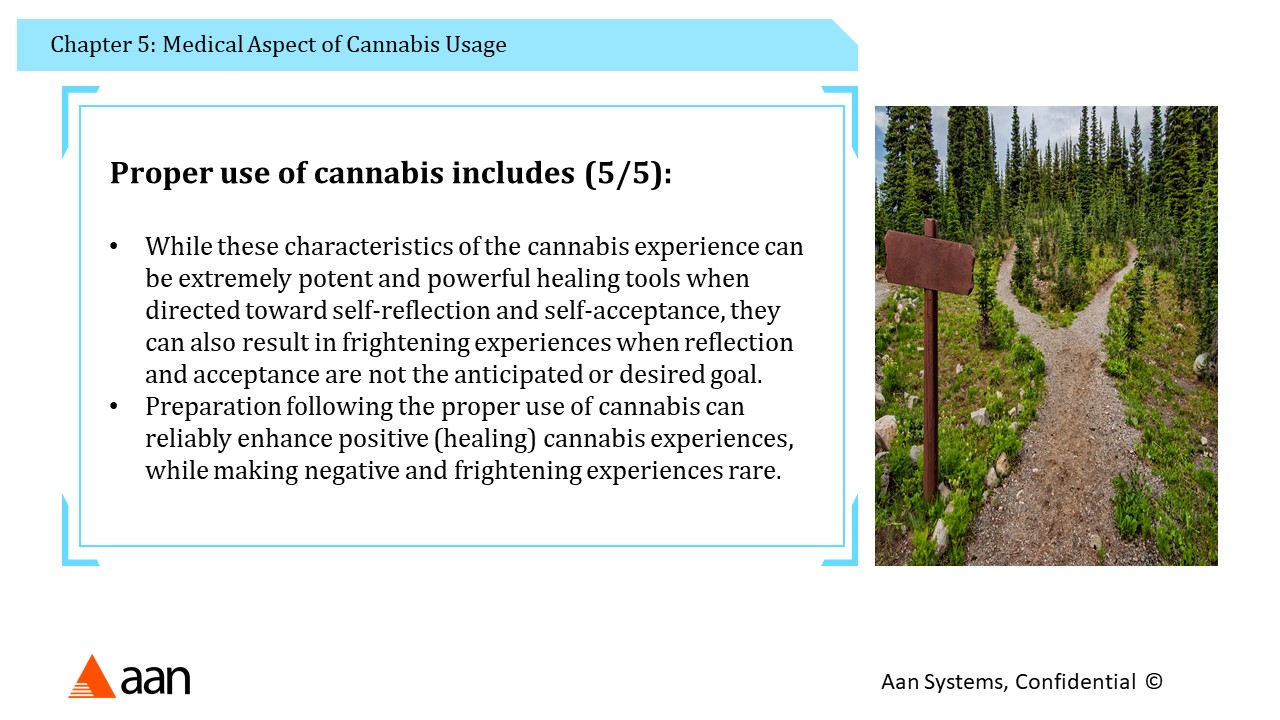 Chapter 5: Medical Aspect of Cannabis Usage
Proper use of cannabis includes (5/5):
• While these characteristics of the cannabis experience can
be extremely potent and powerful healing tools when
directed toward self-reflection and self-acceptance, they
can also result in frightening experiences when reflection
and acceptance are not the anticipated or desired goal.
• Preparation following the proper use of cannabis can
reliably enhance positive (healing) cannabis experiences,
while making negative and frightening experiences rare.
aan
Aan Systems, Confidential ©